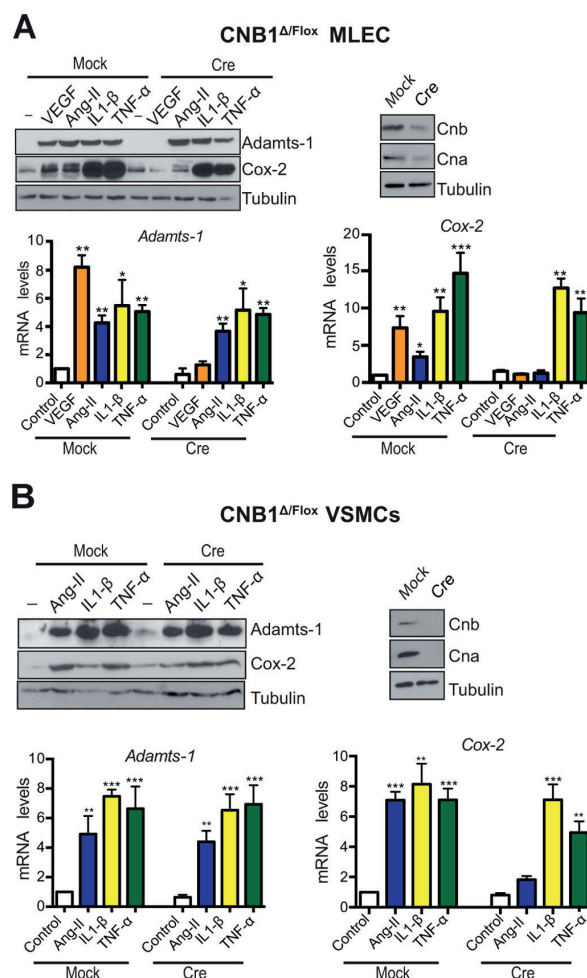 A
CNB1Δ/Flox MLEC
Mock Cre
– VEGF Ang-II IL1-β TNF-α – VEGF Ang-II IL1-β TNF-α
Adamts-1
Cox-2
Tubulin
Mock Cre
Cnb
Cna
Tubulin
Adamts-1
mRNA levels
10
8
6
4
2
0
** ** * ** ** * **
Control VEGF Ang-II IL1-β TNF-α Control VEGF Ang-II IL1-β TNF-α
Mock Cre
Cox-2
mRNA levels
20
15
10
5
0
** * ** *** ** **
Control VEGF Ang-II IL1-β TNF-α Control VEGF Ang-II IL1-β TNF-α
Mock Cre
B
CNB1Δ/Flox VSMCs
Mock Cre
– Ang-II IL1-β TNF-α – Ang-II IL1-β TNF-α
Adamts-1
Cox-2
Tubulin
Mock Cre
Cnb
Cna
Tubulin
Adamts-1
mRNA levels
10
8
6
4
2
0
** *** *** ** *** ***
Control Ang-II IL1-β TNF-α Control Ang-II IL1-β TNF-α
Mock Cre
Cox-2
mRNA levels
10
8
6
4
2
0
*** ** *** *** **
Control Ang-II IL1-β TNF-α Control Ang-II IL1-β TNF-α
Mock Cre